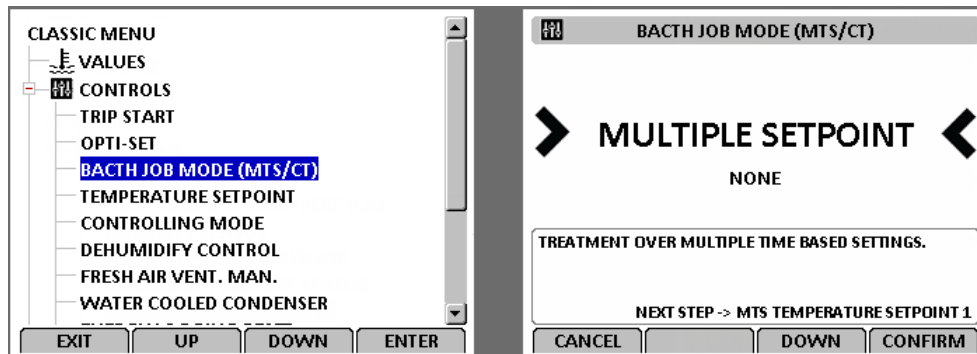 CLASSIC MENU
VALUES
CONTROLS
TRIP START
OPTI-SET
BACTH JOB MODE (MTS/CT)
TEMPERATURE SETPOINT
CONTROLLING MODE
DEHUMIDIFY CONTROL
FRESH AIR VENT. MAN.
WATER COOLED CONDENSER
EXIT UP DOWN ENTER
BACTH JOB MODE (MTS/CT)
MULTIPLE SETPOINT
NONE
TREATMENT OVER MULTIPLE TIME BASED SETTINGS.
NEXT STEP -> MTS TEMPERATURE SETPOINT 1
CANCEL DOWN CONFIRM